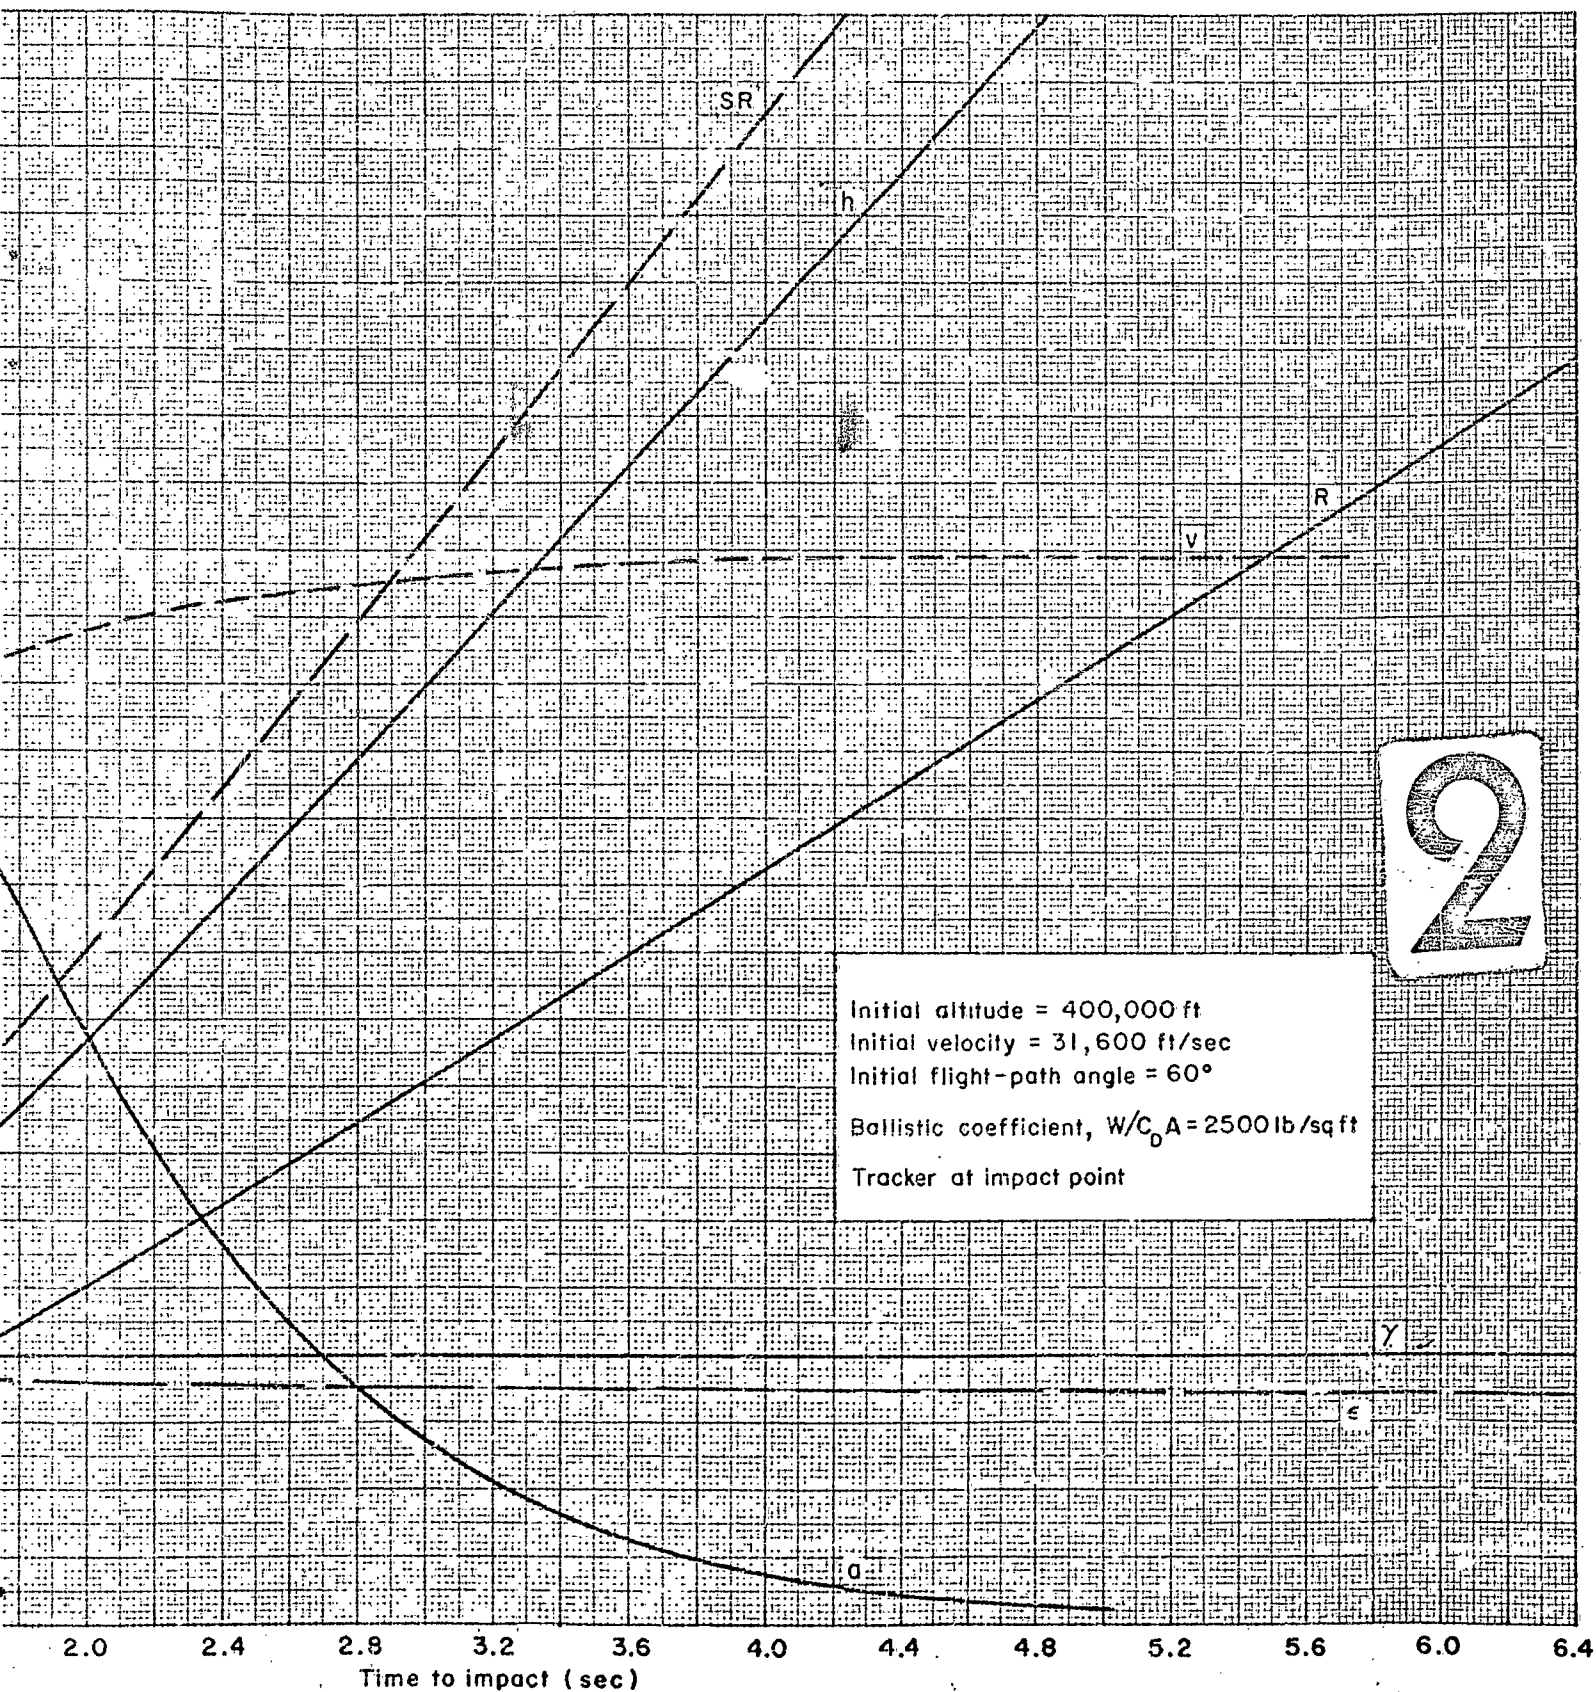 SR
h
R
v
2
Initial altitude = 400,000 ft
Initial velocity = 31,600 ft/sec
Initial flight-path angle = 60°
Ballistic coefficient, W/C_D A = 2500 lb/sq ft
Tracker at impact point
γ
ϵ
a
2.0 2.4 2.8 3.2 3.6 4.0 4.4 4.8 5.2 5.6 6.0 6.4
Time to impact (sec)